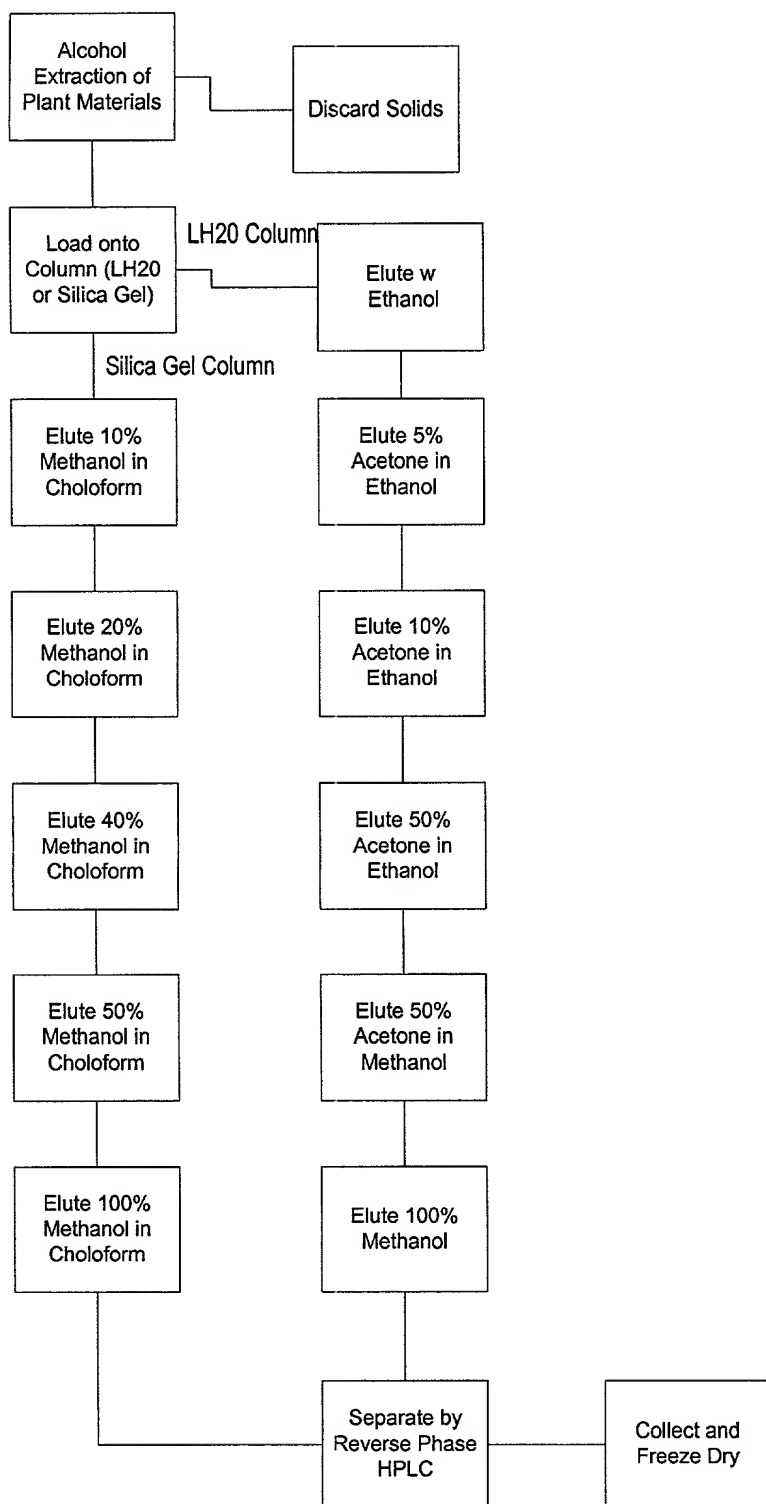 Alcohol
Extraction of
Plant Materials
Discard Solids
Load onto
Column (LH20
or Silica Gel)
LH20 Column
Elute w
Ethanol
Silica Gel Column
Elute 10%
Methanol in
Choloform
Elute 5%
Acetone in
Ethanol
Elute 20%
Methanol in
Choloform
Elute 10%
Acetone in
Ethanol
Elute 40%
Methanol in
Choloform
Elute 50%
Acetone in
Ethanol
Elute 50%
Methanol in
Choloform
Elute 50%
Acetone in
Methanol
Elute 100%
Methanol in
Choloform
Elute 100%
Methanol
Separate by
Reverse Phase
HPLC
Collect and
Freeze Dry